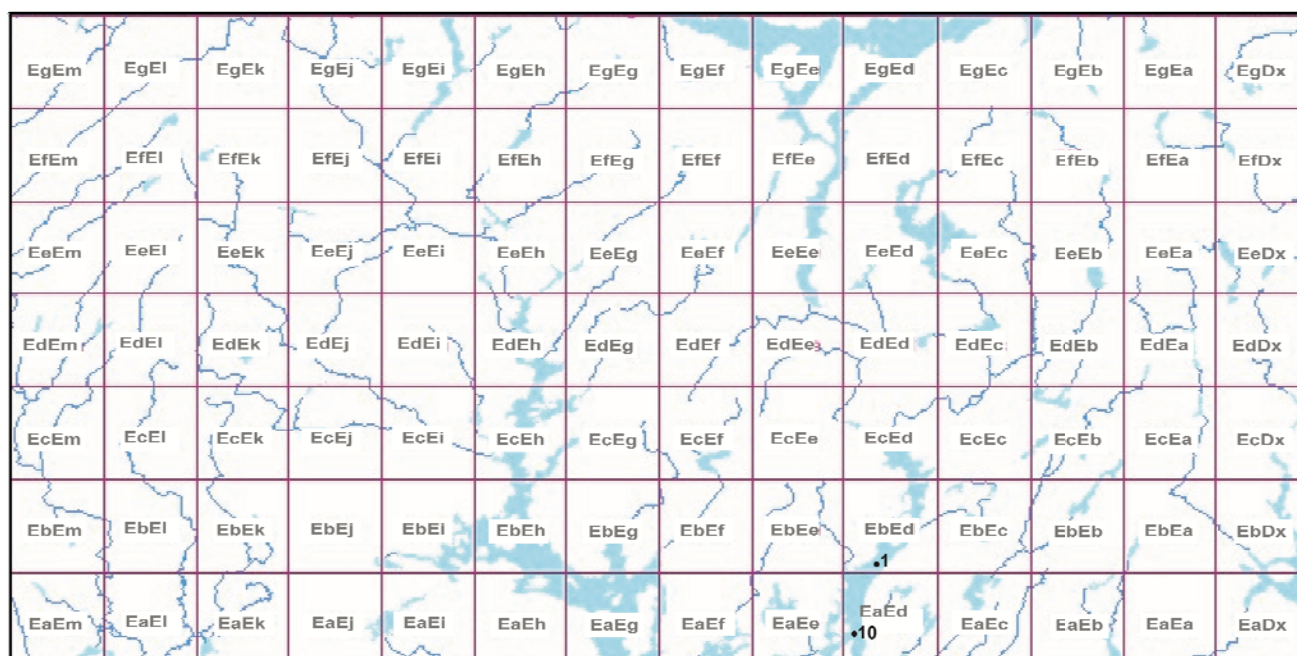 EgEm EgEl EgEk EgEj EgEi EgEh EgEg EgEf EgEe EgEd EgEc EgEb EgEa EgDx
EfEm EfEl EfEk EfEj EfEi EfEh EfEg EfEf EfEe EfEd EfEc EfEb EfEa EfDx
EeEm EeEl EeEk EeEj EeEi EeEh EeEg EeEf EeEe EeEd EeEc EeEb EeEa EeDx
EdEm EdEl EdEk EdEj EdEi EdEh EdEg EdEf EdEe EdEd EdEc EdEb EdEa EdDx
EcEm EcEl EcEk EcEj EcEi EcEh EcEg EcEf EcEe EcEd EcEc EcEb EcEa EcDx
EbEm EbEl EbEk EbEj EbEi EbEh EbEg EbEf EbEe EbEd EbEc EbEb EbEa EbDx
1
EaEm EaEl EaEk EaEj EaEi EaEh EaEg EaEf EaEe EaEd EaEc EaEb EaEa EaDx
10